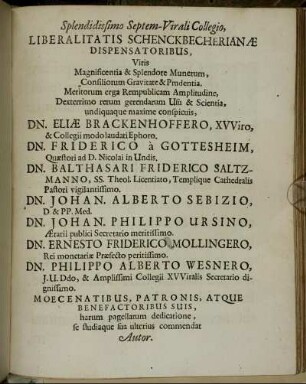 Splendidissimo Septem-Virali Collegio,
LIBERALITATIS SCHENCKBECHERIANÆ
DISPENSATORIBUS,
Viris
Magnificentia & Splendore Munerum,
Consiliorum Gravitate & Prudentia,
Meritorum erga Rempublicam Amplitudine,
Dexterrimo rerum gerendarum Usu & Scientia,
undiquaque maxime conspicuis,
DN. ELIÆ BRACKENHOFFERO, XVViro,
& Collegii modo laudati Ephoro,
DN. FRIDERICO à GOTTESHEIM,
Quæstori ad D. Nicolai in Undis,
DN. BALTHASARI FRIDERICO SALTZ-
MANNO, SS. Theol. Licentiato, Templique Cathedralis
Pastori vigilantissimo.
DN. JOHAN. ALBERTO SEBIZIO,
D & PP. Med.
DN. JOHAN. PHILIPPO URSINO,
Ærarii publici Secretario meritissimo.
DN. ERNESTO FRIDERICO MOLLINGERO,
Rei monetariæ Præfecto peritissimo.
DN. PHILIPPO ALBERTO WESNERO,
J.U.Ddo, & Amplissimi Collegii XVViralis Secretario di-
gnissimo.
MOECENATIBUS, PATRONIS, ATQUE
BENEFACTORIBUS SUIS,
harum pagellarum dedicatione,
se studiaque sua ulterius commendat
Autor.